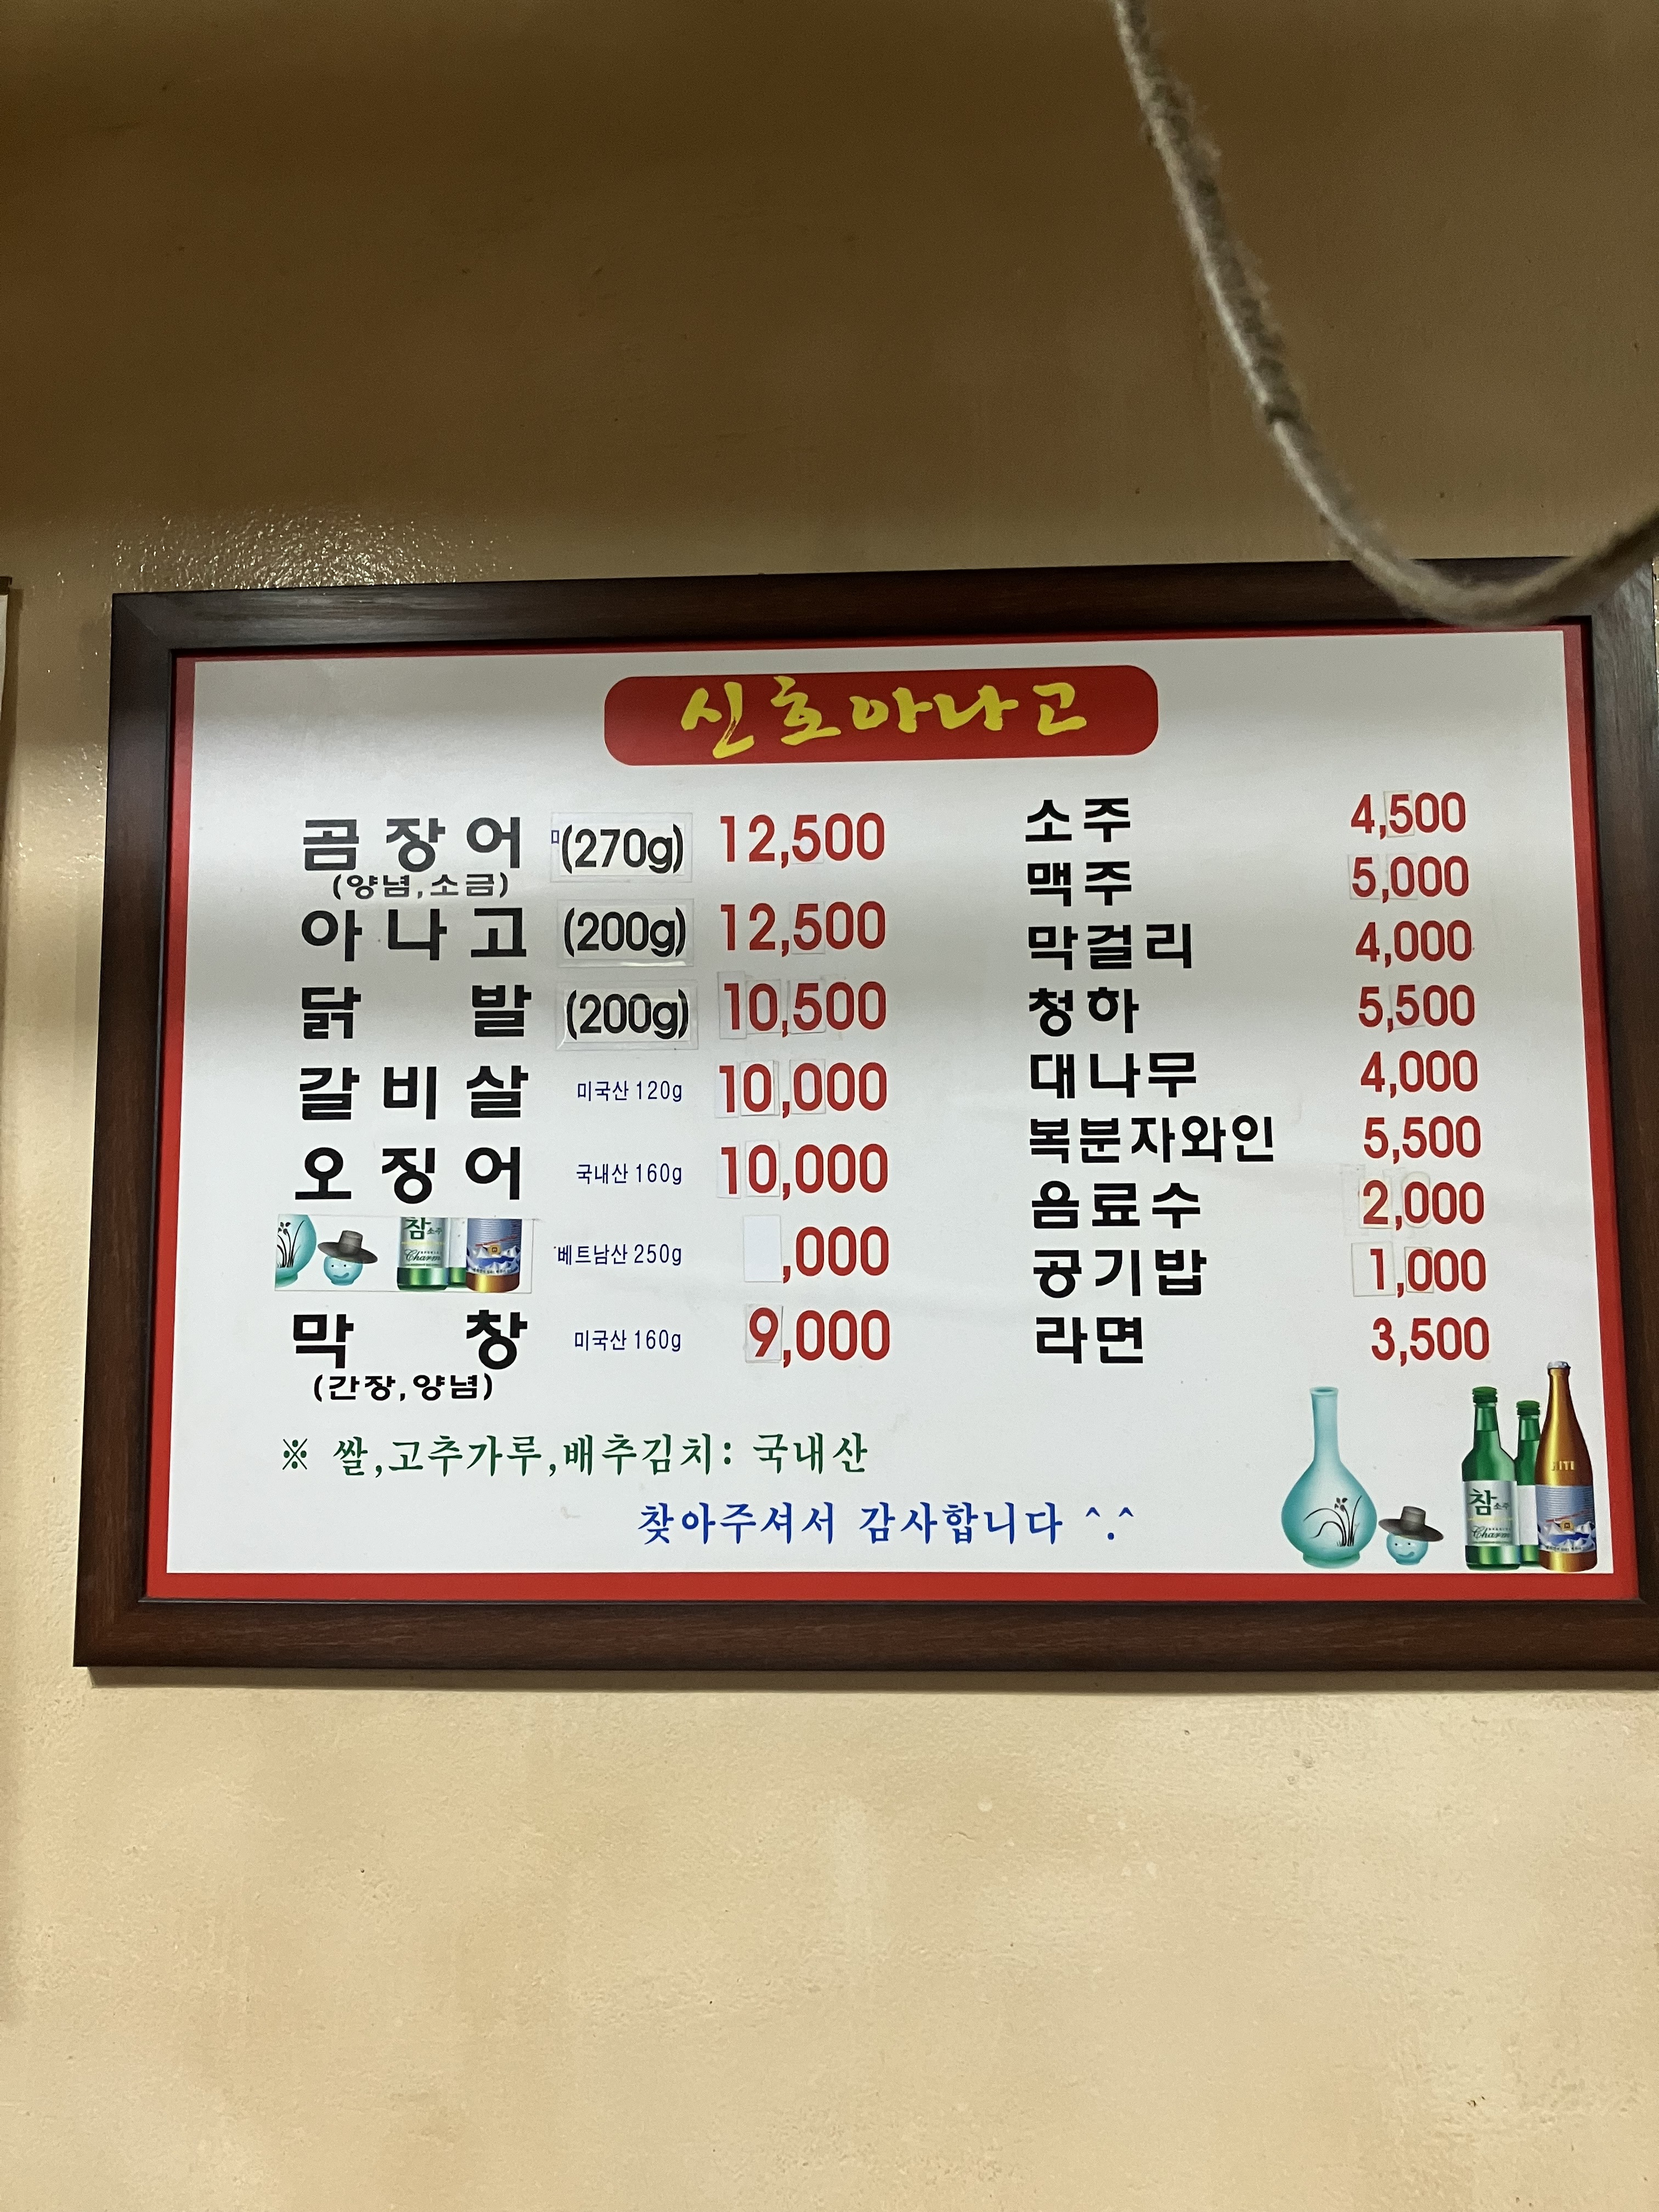 신호아나고
곰장어 (270g) 12,500
(양념,소금)
아나고 (200g) 12,500
닭발 (200g) 10,500
갈비살 미국산 120g 10,000
오징어 국내산 160g 10,000
참소주 Charm 베트남산 250g ,000
막창 미국산 160g 9,000
(간장,양념)
소주 4,500
맥주 5,000
막걸리 4,000
청하 5,500
대나무 4,000
복분자와인 5,500
음료수 2,000
공기밥 1,000
라면 3,500
※ 쌀,고추가루,배추김치: 국내산
찾아주셔서 감사합니다 ^.^
참소주
Charm